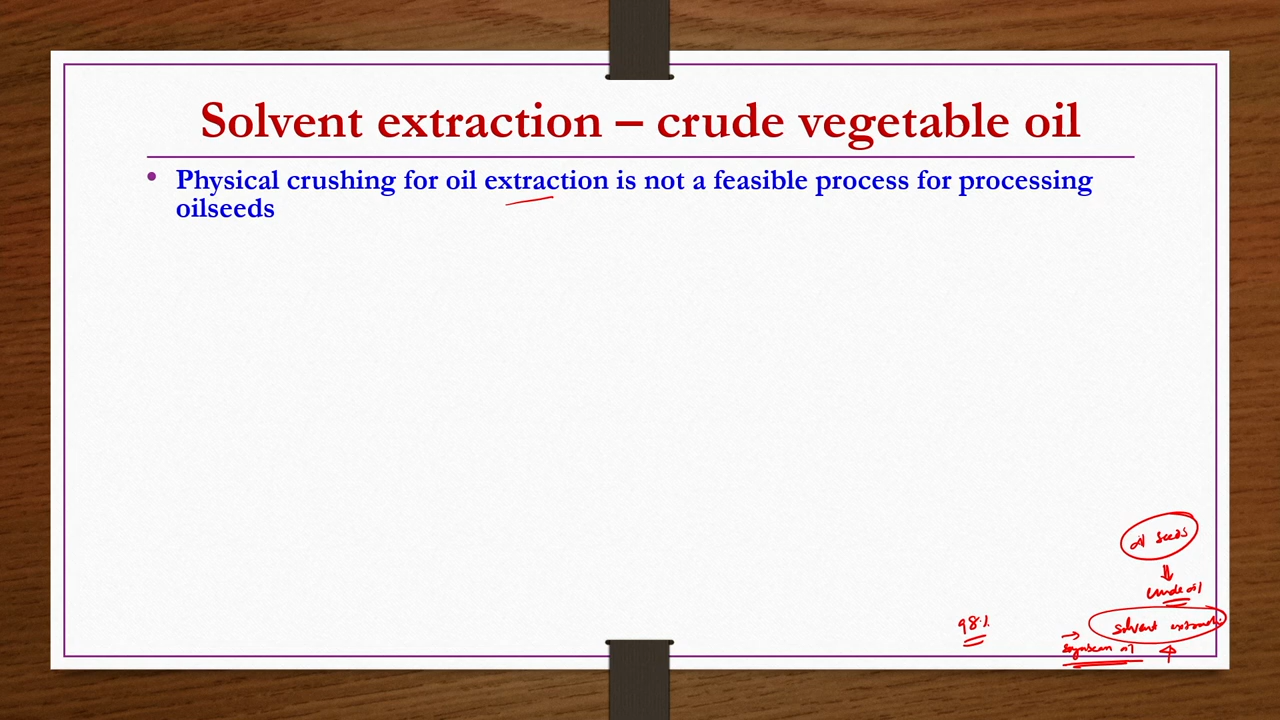 Solvent extraction – crude vegetable oil
• Physical crushing for oil extraction is not a feasible process for processing
oilseeds
oil seeds
crude oil
98%
solvent
soyabean oil